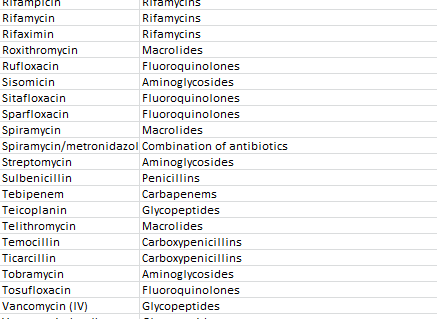 Rifampicin Rifamycins
Rifamycin Rifamycins
Rifaximin Rifamycins
Roxithromycin Macrolides
Rufloxacin Fluoroquinolones
Sisomicin Aminoglycosides
Sitafloxacin Fluoroquinolones
Sparfloxacin Fluoroquinolones
Spiramycin Macrolides
Spiramycin/metronidazol Combination of antibiotics
Streptomycin Aminoglycosides
Sulbenicillin Penicillins
Tebipenem Carbapenems
Teicoplanin Glycopeptides
Telithromycin Macrolides
Temocillin Carboxypenicillins
Ticarcillin Carboxypenicillins
Tobramycin Aminoglycosides
Tosufloxacin Fluoroquinolones
Vancomycin (IV) Glycopeptides